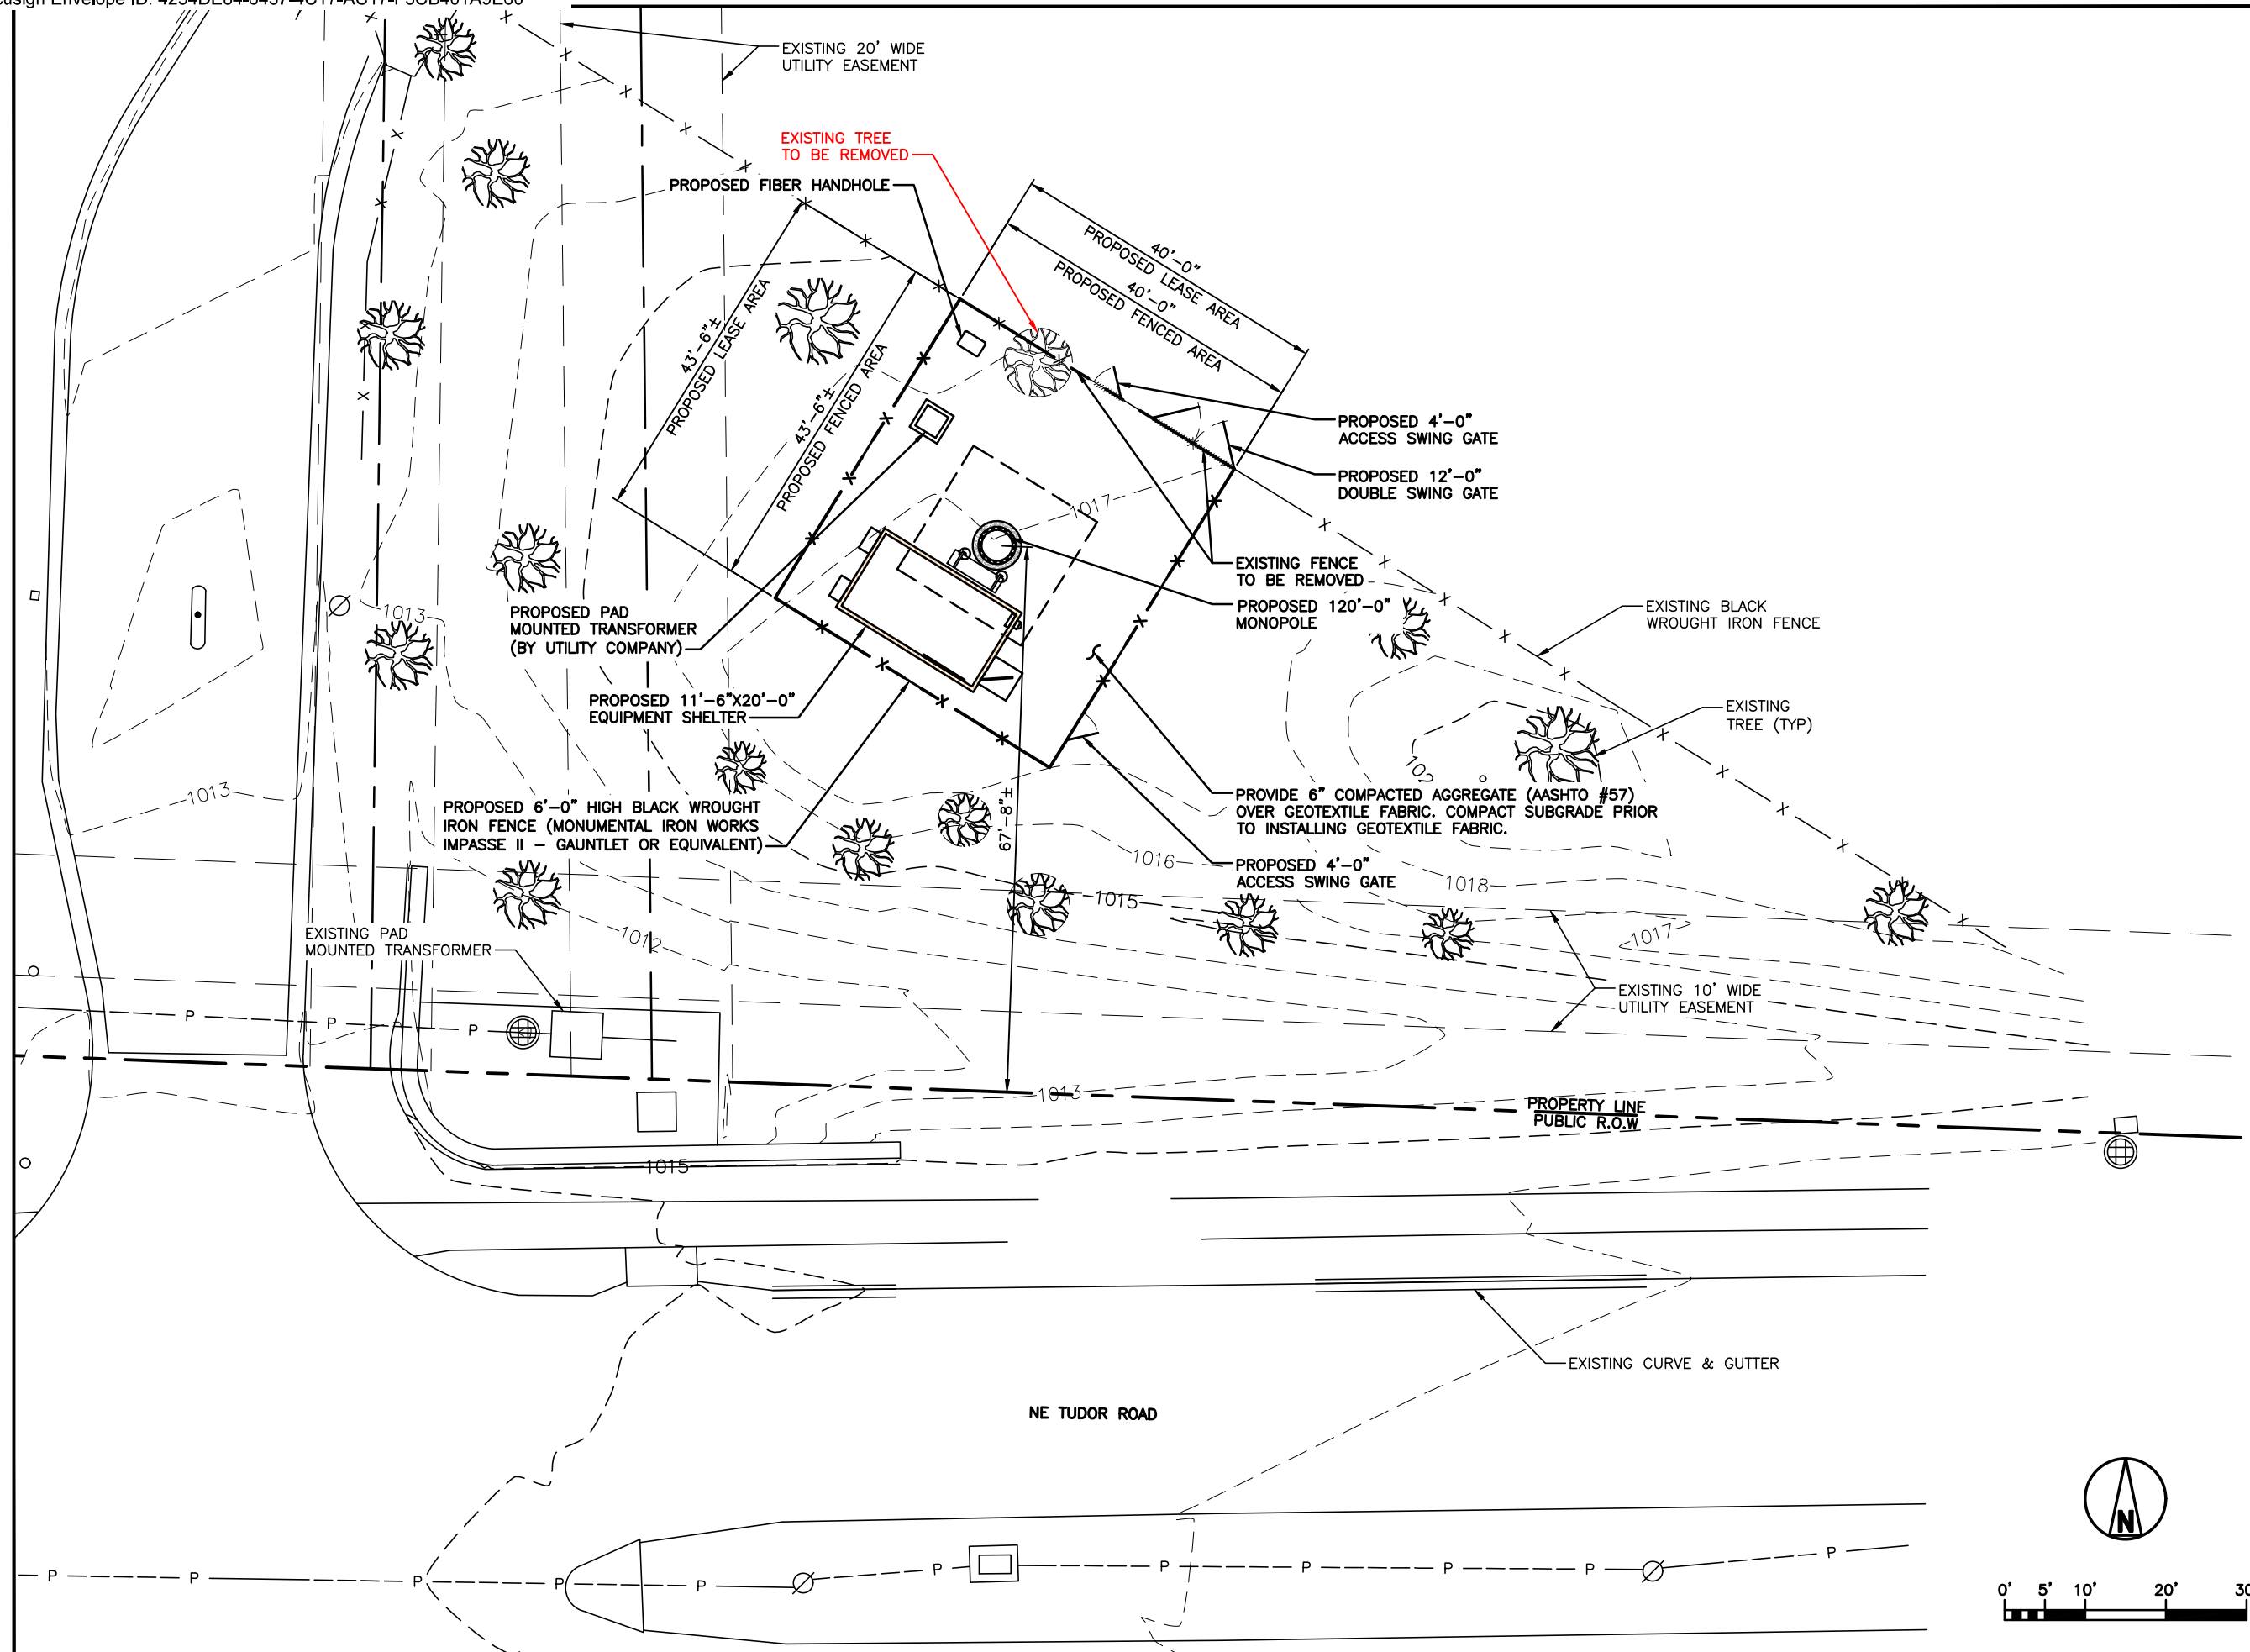 EXISTING 20' WIDE
UTILITY EASEMENT
EXISTING TREE
TO BE REMOVED
PROPOSED FIBER HANDHOLE
40'-0"
PROPOSED LEASE AREA
40'-0"
PROPOSED FENCED AREA
43'-6"±
PROPOSED LEASE AREA
43'-6"±
PROPOSED FENCED AREA
PROPOSED 4'-0"
ACCESS SWING GATE
PROPOSED 12'-0"
DOUBLE SWING GATE
1017
EXISTING FENCE
TO BE REMOVED
PROPOSED 120'-0"
MONOPOLE
EXISTING BLACK
WROUGHT IRON FENCE
1013
PROPOSED PAD
MOUNTED TRANSFORMER
(BY UTILITY COMPANY)
PROPOSED 11'-6"X20'-0"
EQUIPMENT SHELTER
EXISTING
TREE (TYP)
1013
PROPOSED 6'-0" HIGH BLACK WROUGHT
IRON FENCE (MONUMENTAL IRON WORKS
IMPASSE II – GAUNTLET OR EQUIVALENT)
67'-8"±
PROVIDE 6" COMPACTED AGGREGATE (AASHTO #57)
OVER GEOTEXTILE FABRIC. COMPACT SUBGRADE PRIOR
TO INSTALLING GEOTEXTILE FABRIC.
1016
PROPOSED 4'-0"
ACCESS SWING GATE
1018
1015
1012
1017
EXISTING PAD
MOUNTED TRANSFORMER
EXISTING 10' WIDE
UTILITY EASEMENT
P P P
1013
PROPERTY LINE
PUBLIC R.O.W
1015
EXISTING CURVE & GUTTER
NE TUDOR ROAD
N
P P P P P P P P P P
0' 5' 10' 20'